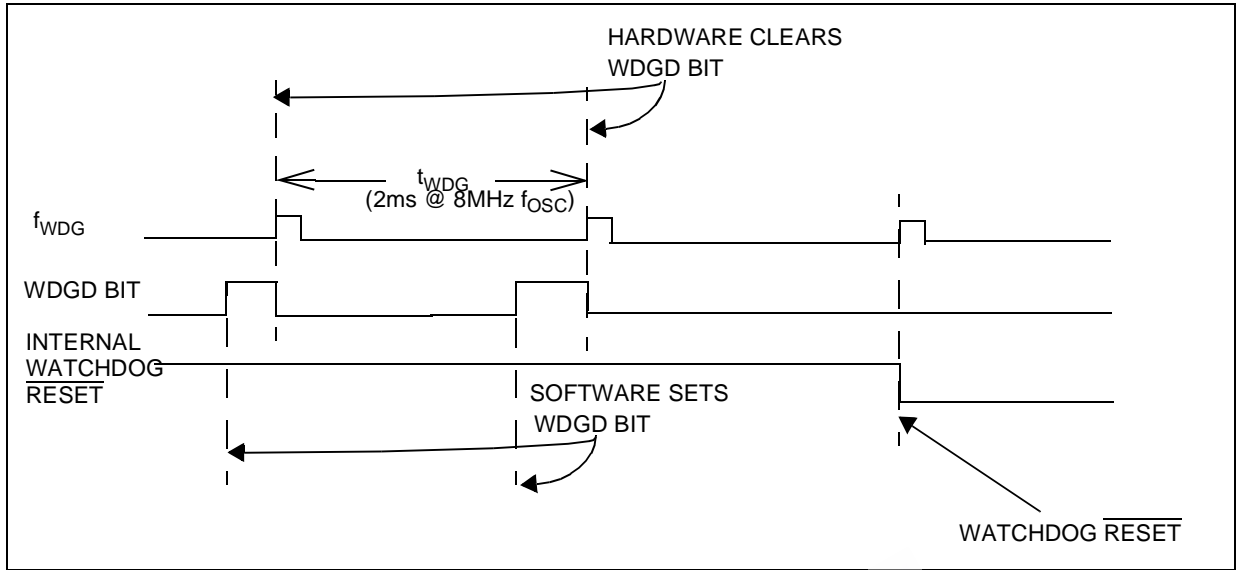 HARDWARE CLEARS
WDGD BIT
tWDG
(2ms @ 8MHz fOSC)
fWDG
WDGD BIT
INTERNAL
WATCHDOG
RESET
SOFTWARE SETS
WDGD BIT
WATCHDOG RESET